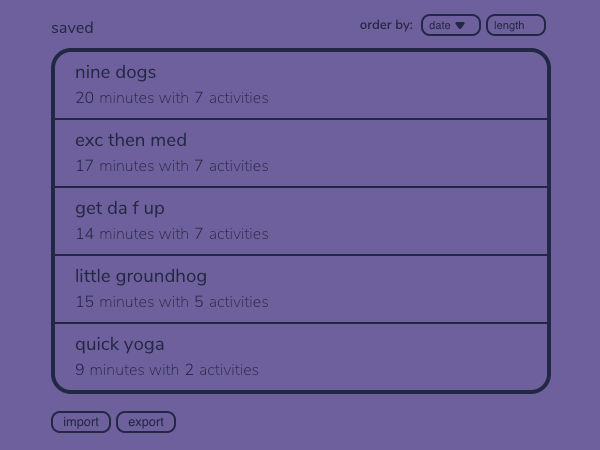 saved
order by: date ▼ length
nine dogs
20 minutes with 7 activities
exc then med
17 minutes with 7 activities
get da f up
14 minutes with 7 activities
little groundhog
15 minutes with 5 activities
quick yoga
9 minutes with 2 activities
import export